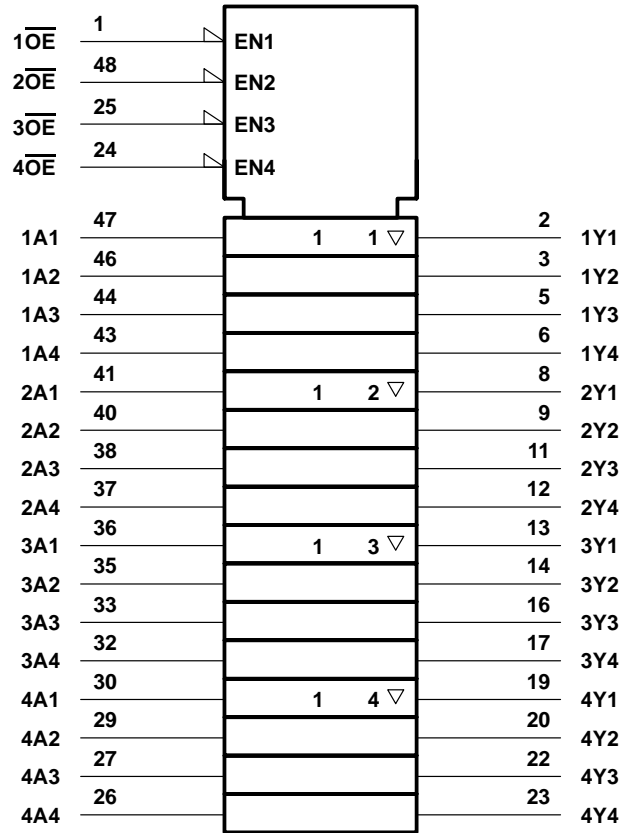 1O̅E̅ 1 EN1
2O̅E̅ 48 EN2
3O̅E̅ 25 EN3
4O̅E̅ 24 EN4
1A1 47 1 1 ▽ 2 1Y1
1A2 46 3 1Y2
1A3 44 5 1Y3
1A4 43 6 1Y4
2A1 41 1 2 ▽ 8 2Y1
2A2 40 9 2Y2
2A3 38 11 2Y3
2A4 37 12 2Y4
3A1 36 1 3 ▽ 13 3Y1
3A2 35 14 3Y2
3A3 33 16 3Y3
3A4 32 17 3Y4
4A1 30 1 4 ▽ 19 4Y1
4A2 29 20 4Y2
4A3 27 22 4Y3
4A4 26 23 4Y4